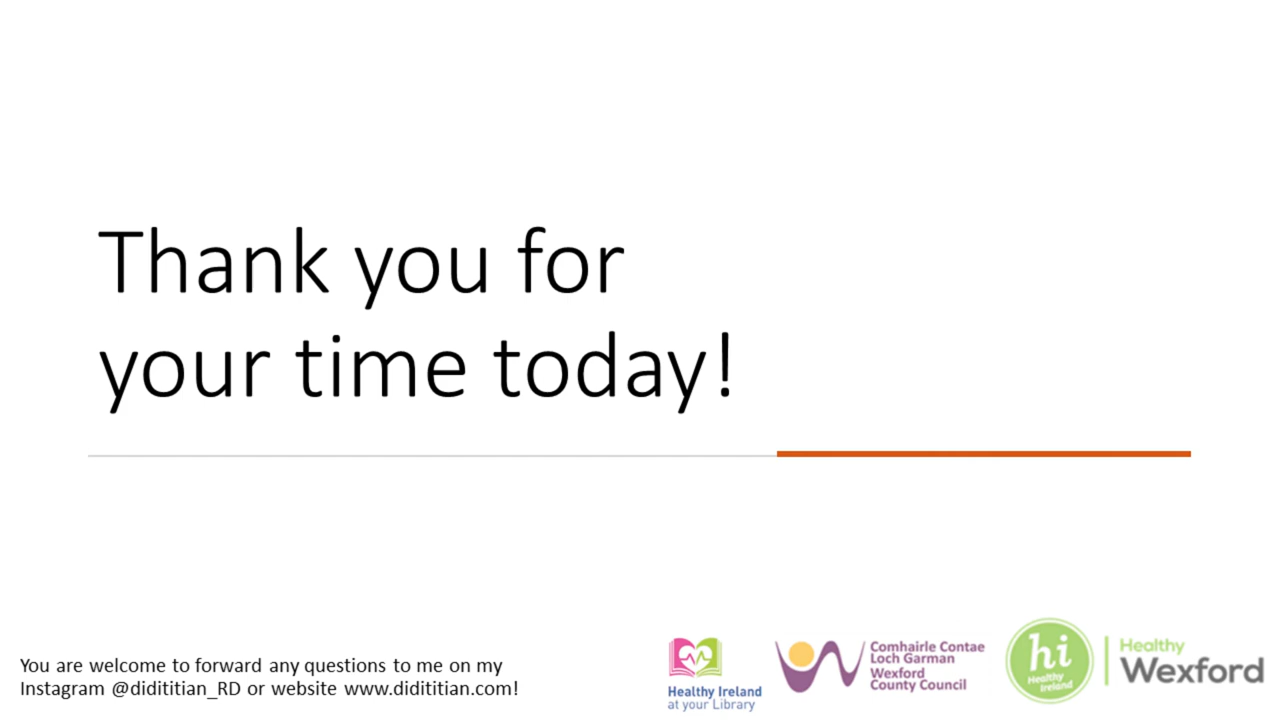 Thank you for
your time today!
You are welcome to forward any questions to me on my
Instagram @didititian_RD or website www.didititian.com!
Healthy Ireland
at your Library
Comhairle Contae
Loch Garman
Wexford
County Council
hi
Healthy
Ireland
Healthy
Wexford